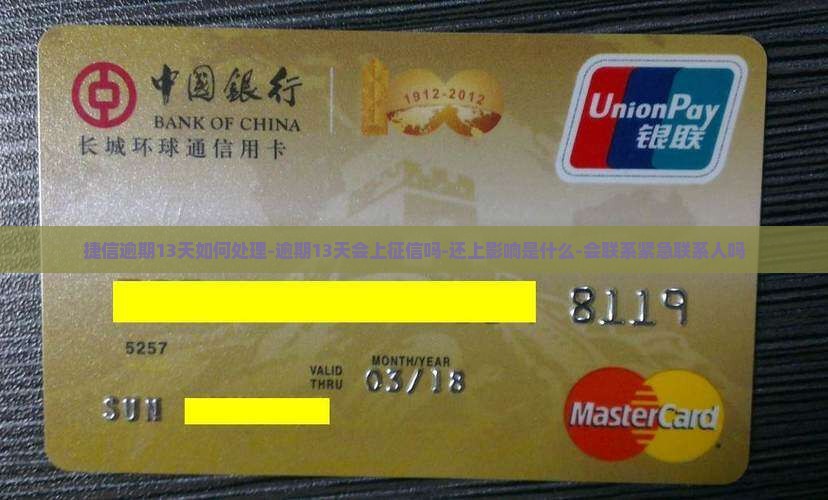 中国銀行
BANK OF CHINA
长城环球通信用卡
1912-2012
UnionPay
银联
捷信逾期13天如何处理-逾期13天会上征信吗-还上影响是什么-会联系紧急联系人吗
8119
5257
VALID THRU
MONTH/YEAR
03/18
SUN
MasterCard